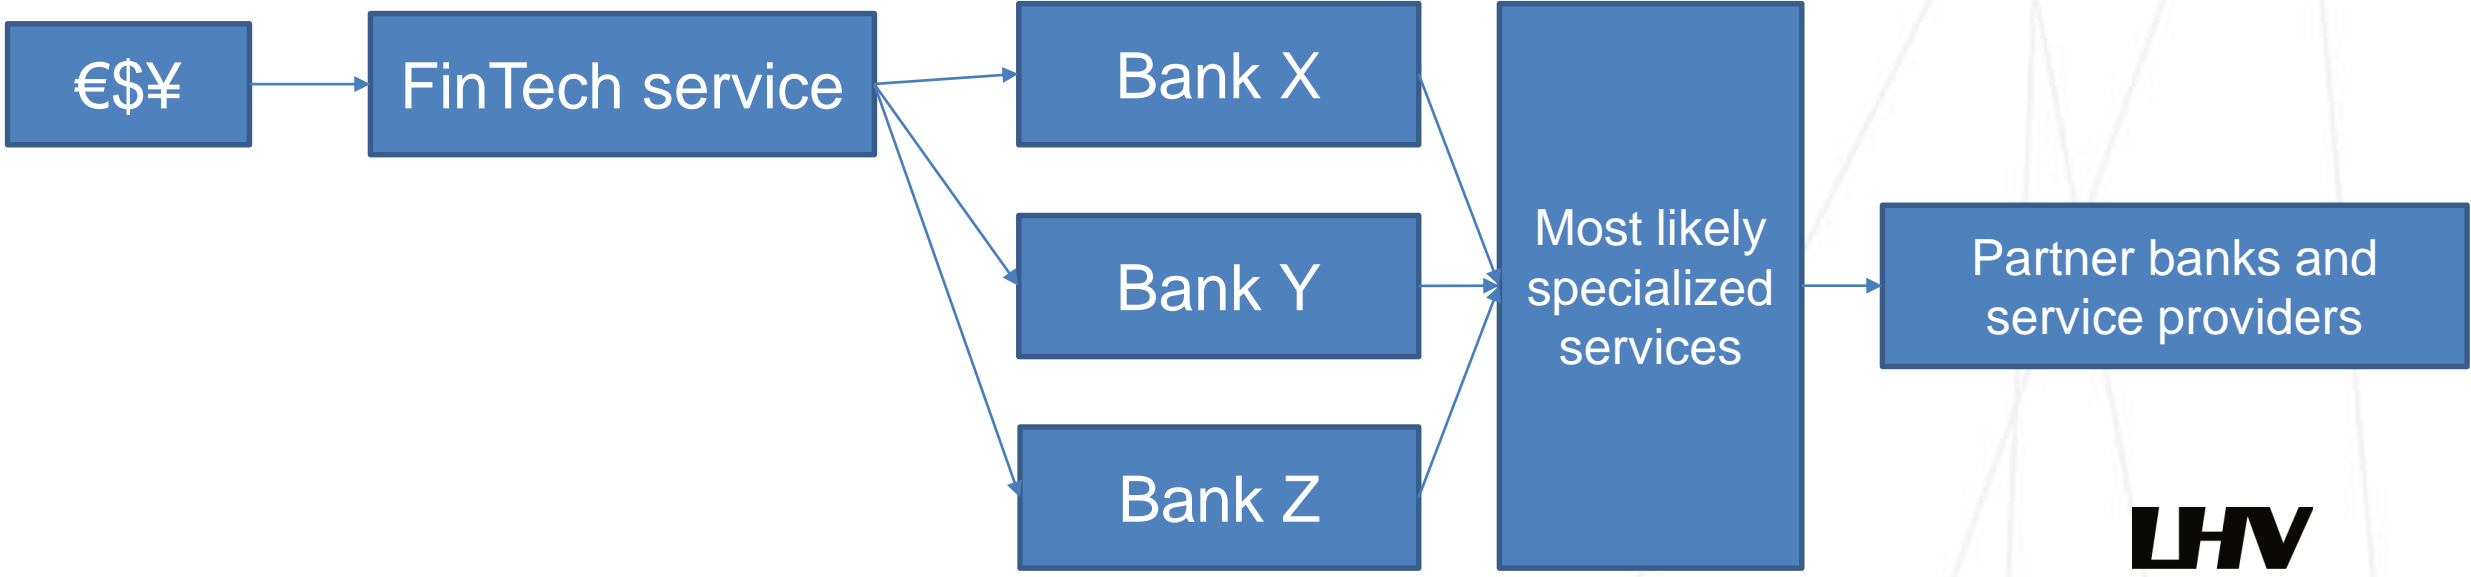 €$¥
FinTech service
Bank X
Bank Y
Bank Z
Most likely
specialized
services
Partner banks and
service providers
LHV